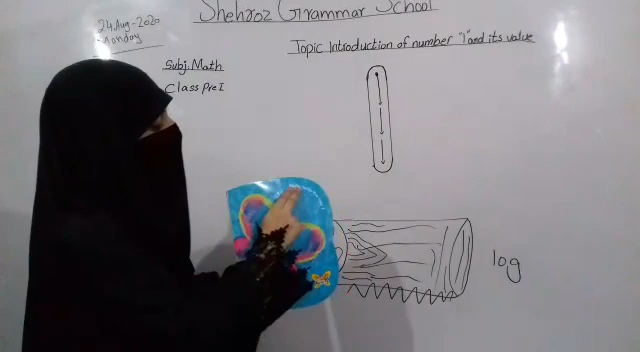 Shehroz Grammar School
24 Aug-2020
Monday
Topic Introduction of number "1" and its value
Subj. Math
Class Pre I
log